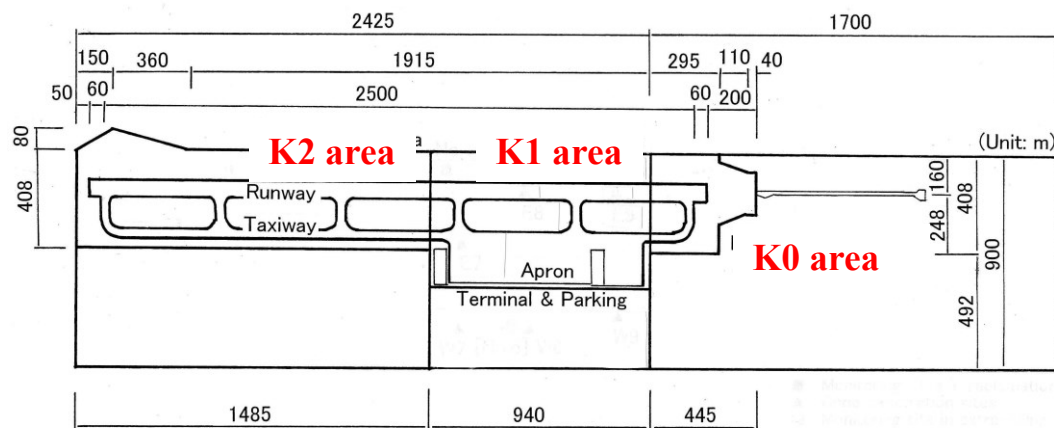 2425 1700
150 360 1915 295 110 40
50 60 2500 60 200
80
408
K2 area K1 area
(Unit: m)
Runway
Taxiway
160
248
408
900
492
K0 area
Apron
Terminal & Parking
1485 940 445